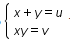 x + y = u
xy = v